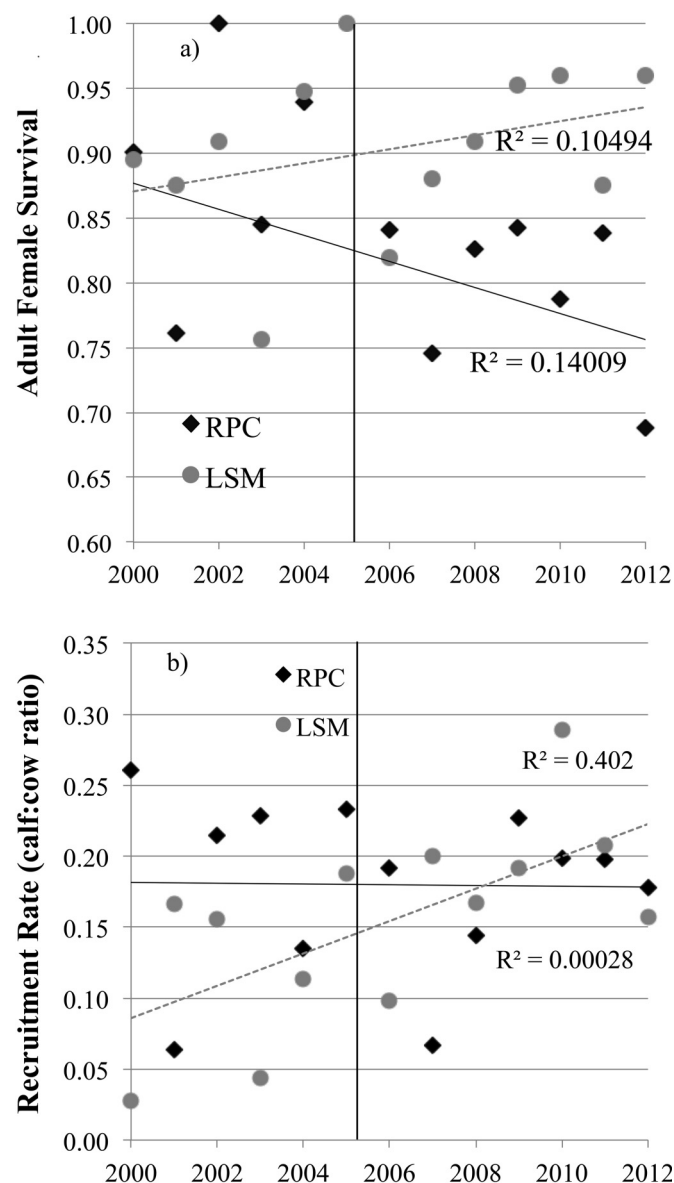 a)
1.00
0.95
0.90
0.85
0.80
0.75
0.70
0.65
0.60
Adult Female Survival
R² = 0.10494
R² = 0.14009
RPC
LSM
2000 2002 2004 2006 2008 2010 2012
b)
0.35
0.30
0.25
0.20
0.15
0.10
0.05
0.00
Recruitment Rate (calf:cow ratio)
RPC
LSM
R² = 0.402
R² = 0.00028
2000 2002 2004 2006 2008 2010 2012